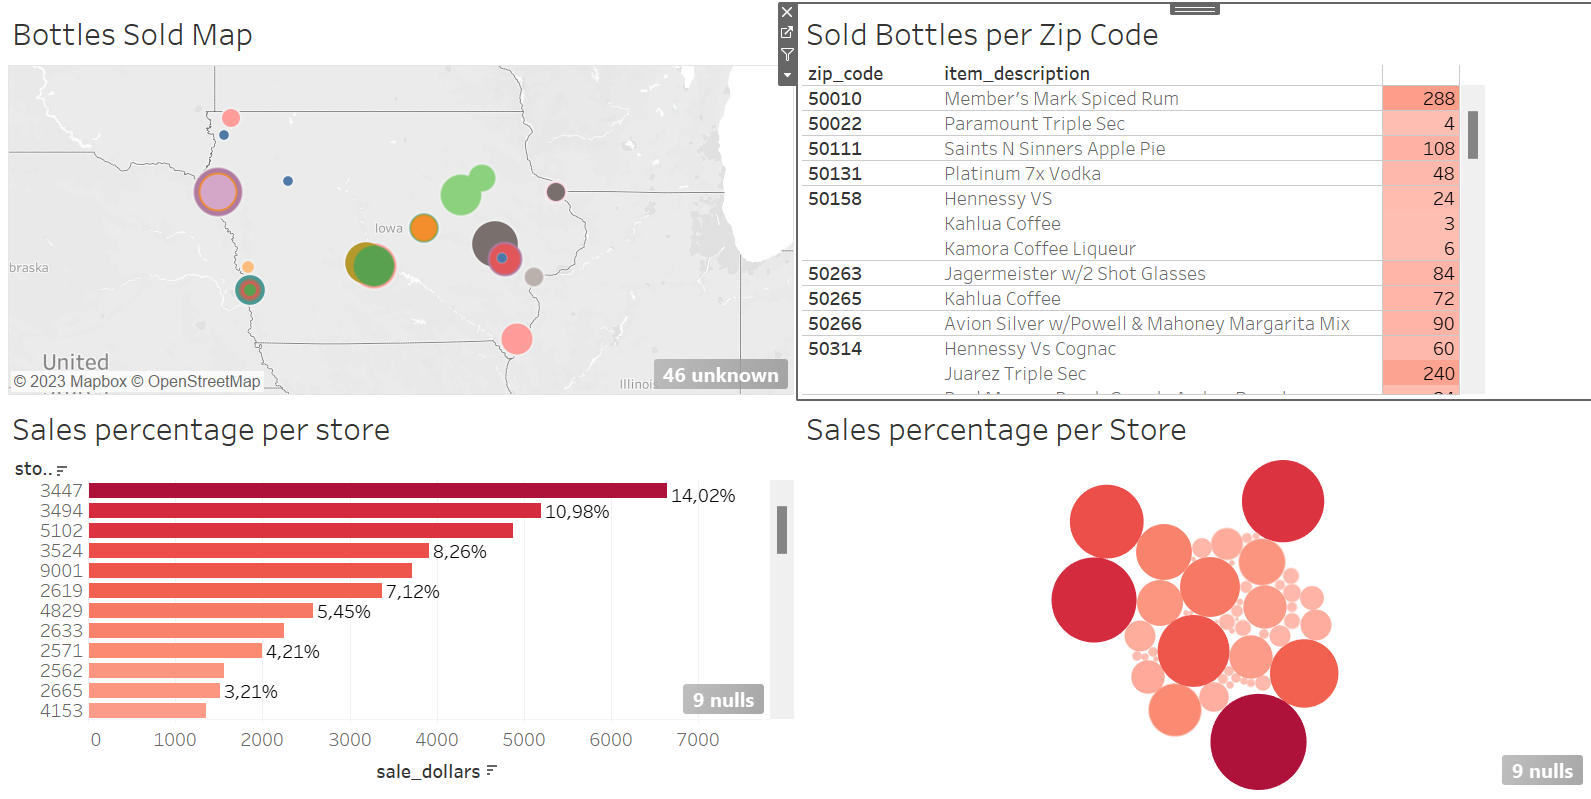 Bottles Sold Map
Iowa
braska
United
Illinois
© 2023 Mapbox © OpenStreetMap
46 unknown
Sold Bottles per Zip Code
zip_code item_description
50010 Member's Mark Spiced Rum 288
50022 Paramount Triple Sec 4
50111 Saints N Sinners Apple Pie 108
50131 Platinum 7x Vodka 48
50158 Hennessy VS 24
Kahlua Coffee 3
Kamora Coffee Liqueur 6
50263 Jagermeister w/2 Shot Glasses 84
50265 Kahlua Coffee 72
50266 Avion Silver w/Powell & Mahoney Margarita Mix 90
50314 Hennessy Vs Cognac 60
Juarez Triple Sec 240
Sales percentage per store
sto..
3447 14,02%
3494 10,98%
5102
3524 8,26%
9001
2619 7,12%
4829 5,45%
2633
2571 4,21%
2562
2665 3,21%
4153
9 nulls
0 1000 2000 3000 4000 5000 6000 7000
sale_dollars
Sales percentage per Store
9 nulls